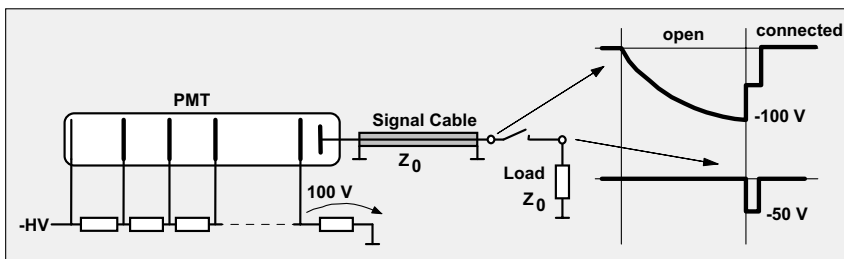 open
connected
PMT
Signal Cable
-100 V
Z0
Load
Z0
100 V
-HV
-50 V